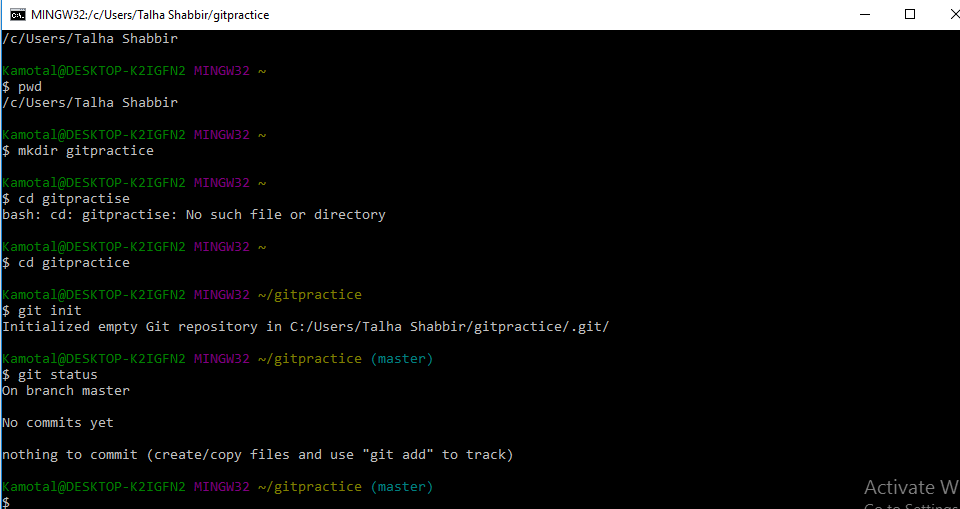 MINGW32:/c/Users/Talha Shabbir/gitpractice
/c/Users/Talha Shabbir
Kamotal@DESKTOP-K2IGFN2 MINGW32 ~
$ pwd
/c/Users/Talha Shabbir
Kamotal@DESKTOP-K2IGFN2 MINGW32 ~
$ mkdir gitpractice
Kamotal@DESKTOP-K2IGFN2 MINGW32 ~
$ cd gitpractise
bash: cd: gitpractise: No such file or directory
Kamotal@DESKTOP-K2IGFN2 MINGW32 ~
$ cd gitpractice
Kamotal@DESKTOP-K2IGFN2 MINGW32 ~/gitpractice
$ git init
Initialized empty Git repository in C:/Users/Talha Shabbir/gitpractice/.git/
Kamotal@DESKTOP-K2IGFN2 MINGW32 ~/gitpractice (master)
$ git status
On branch master
No commits yet
nothing to commit (create/copy files and use "git add" to track)
Kamotal@DESKTOP-K2IGFN2 MINGW32 ~/gitpractice (master)
$
Activate W
Go to Settings